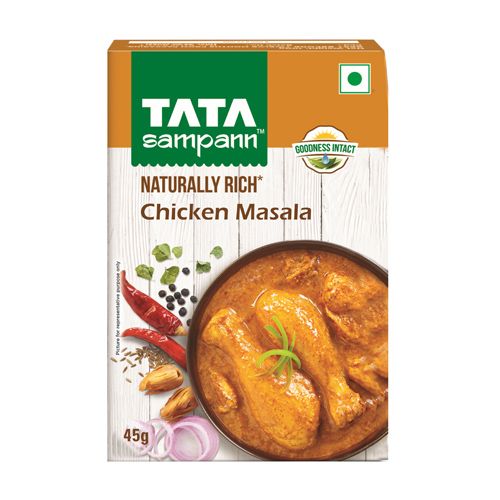 TATA
sampann™
GOODNESS INTACT
NATURALLY RICH*
Chicken Masala
Picture for representative purpose only
45g